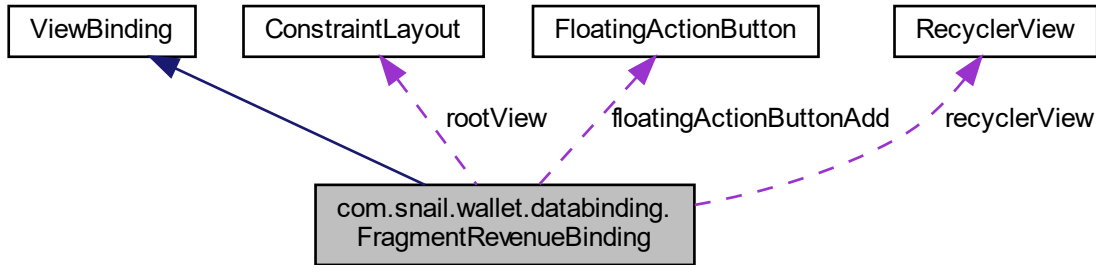 ViewBinding
ConstraintLayout
FloatingActionButton
RecyclerView
rootView
floatingActionButtonAdd
recyclerView
com.snail.wallet.databinding.
FragmentRevenueBinding